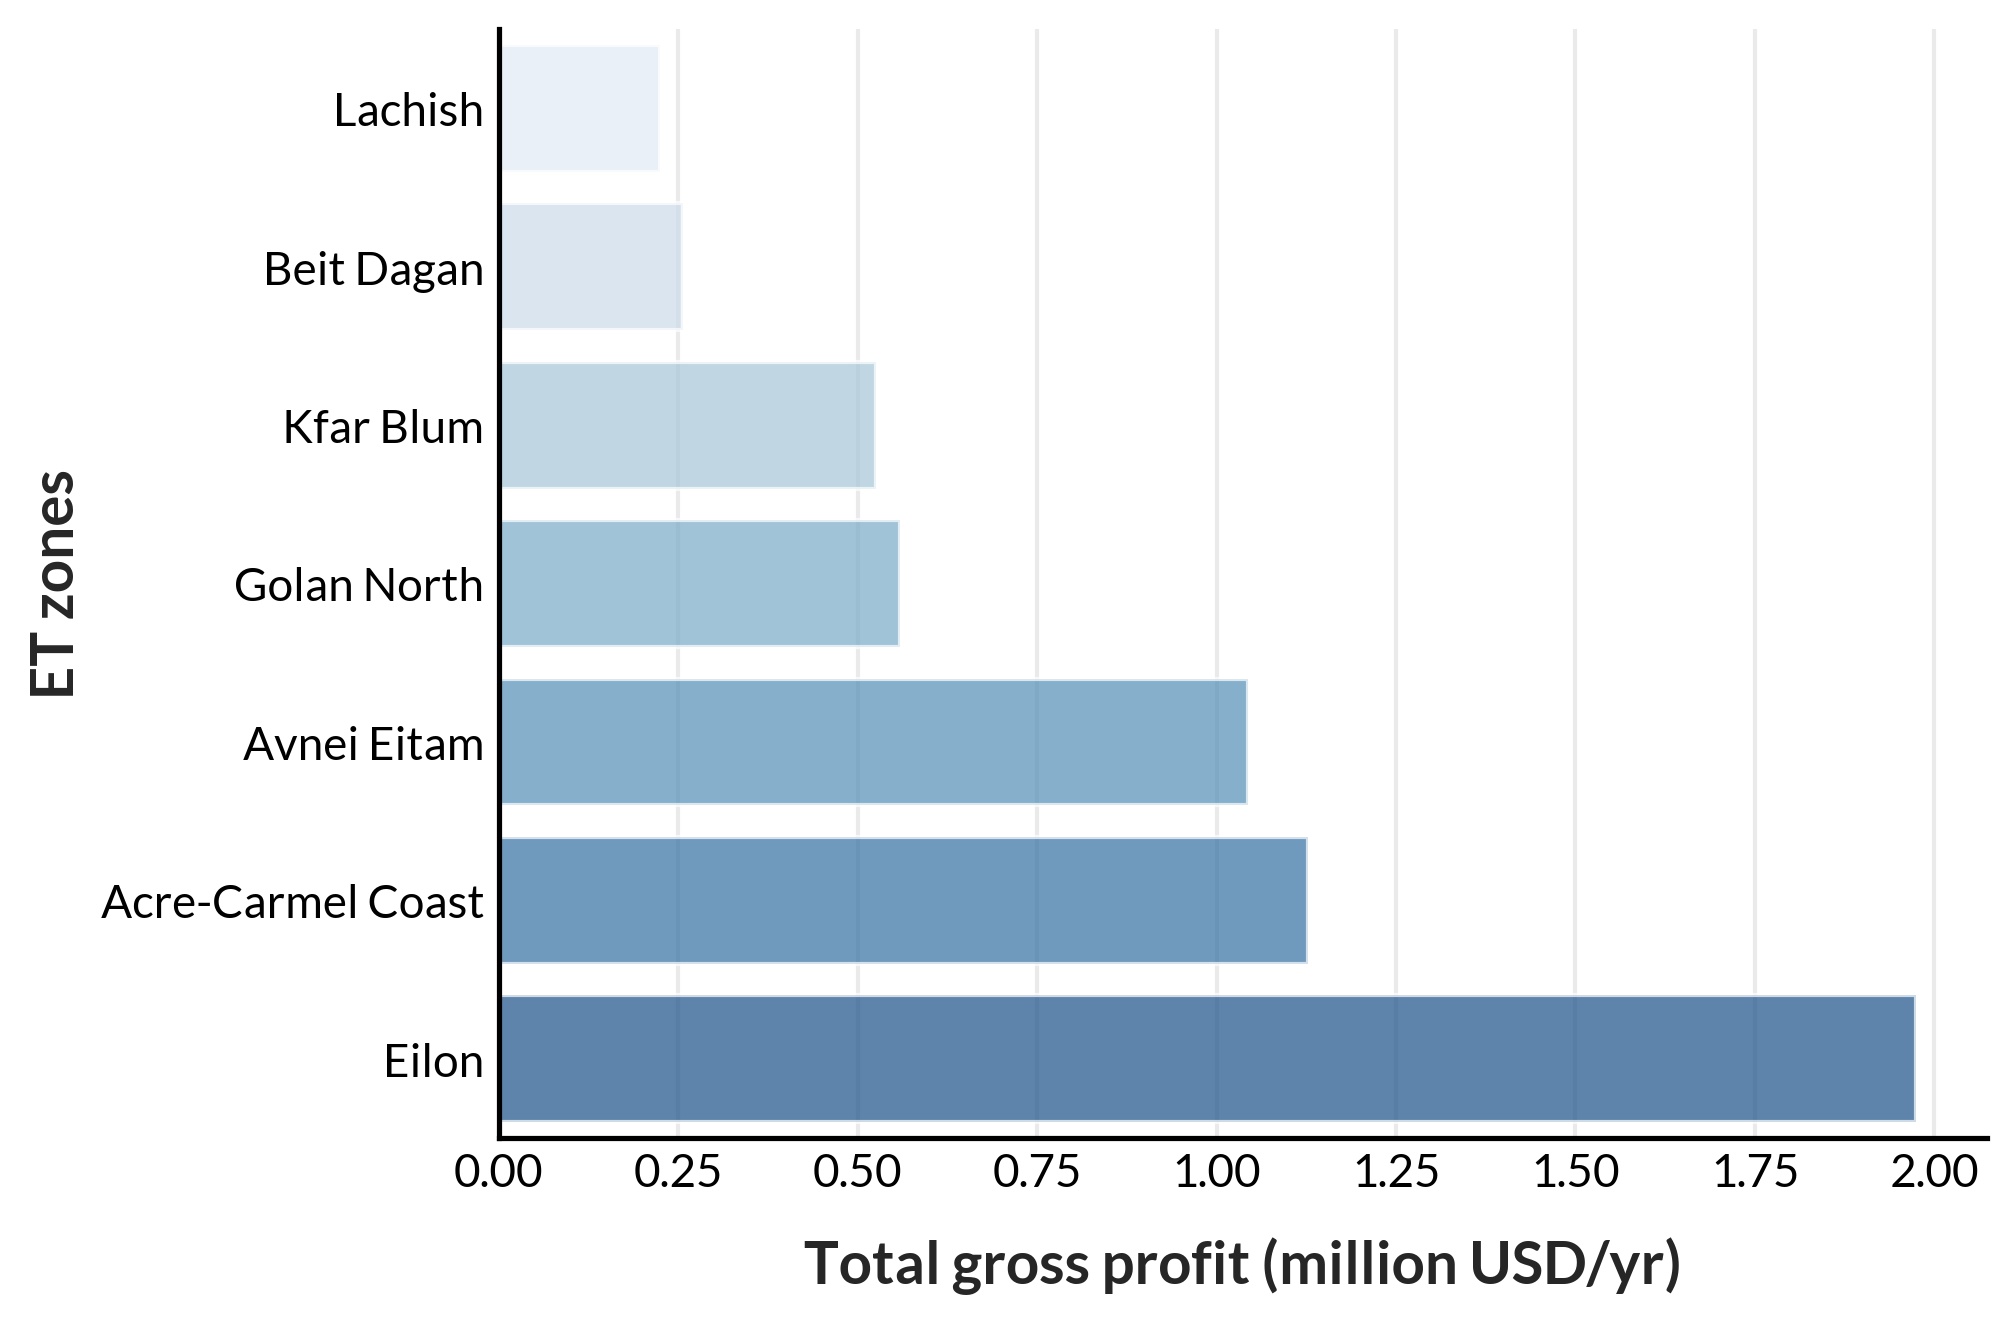 Lachish
Beit Dagan
Kfar Blum
Golan North
Avnei Eitam
Acre-Carmel Coast
Eilon
ET zones
0.00 0.25 0.50 0.75 1.00 1.25 1.50 1.75 2.00
Total gross profit (million USD/yr)